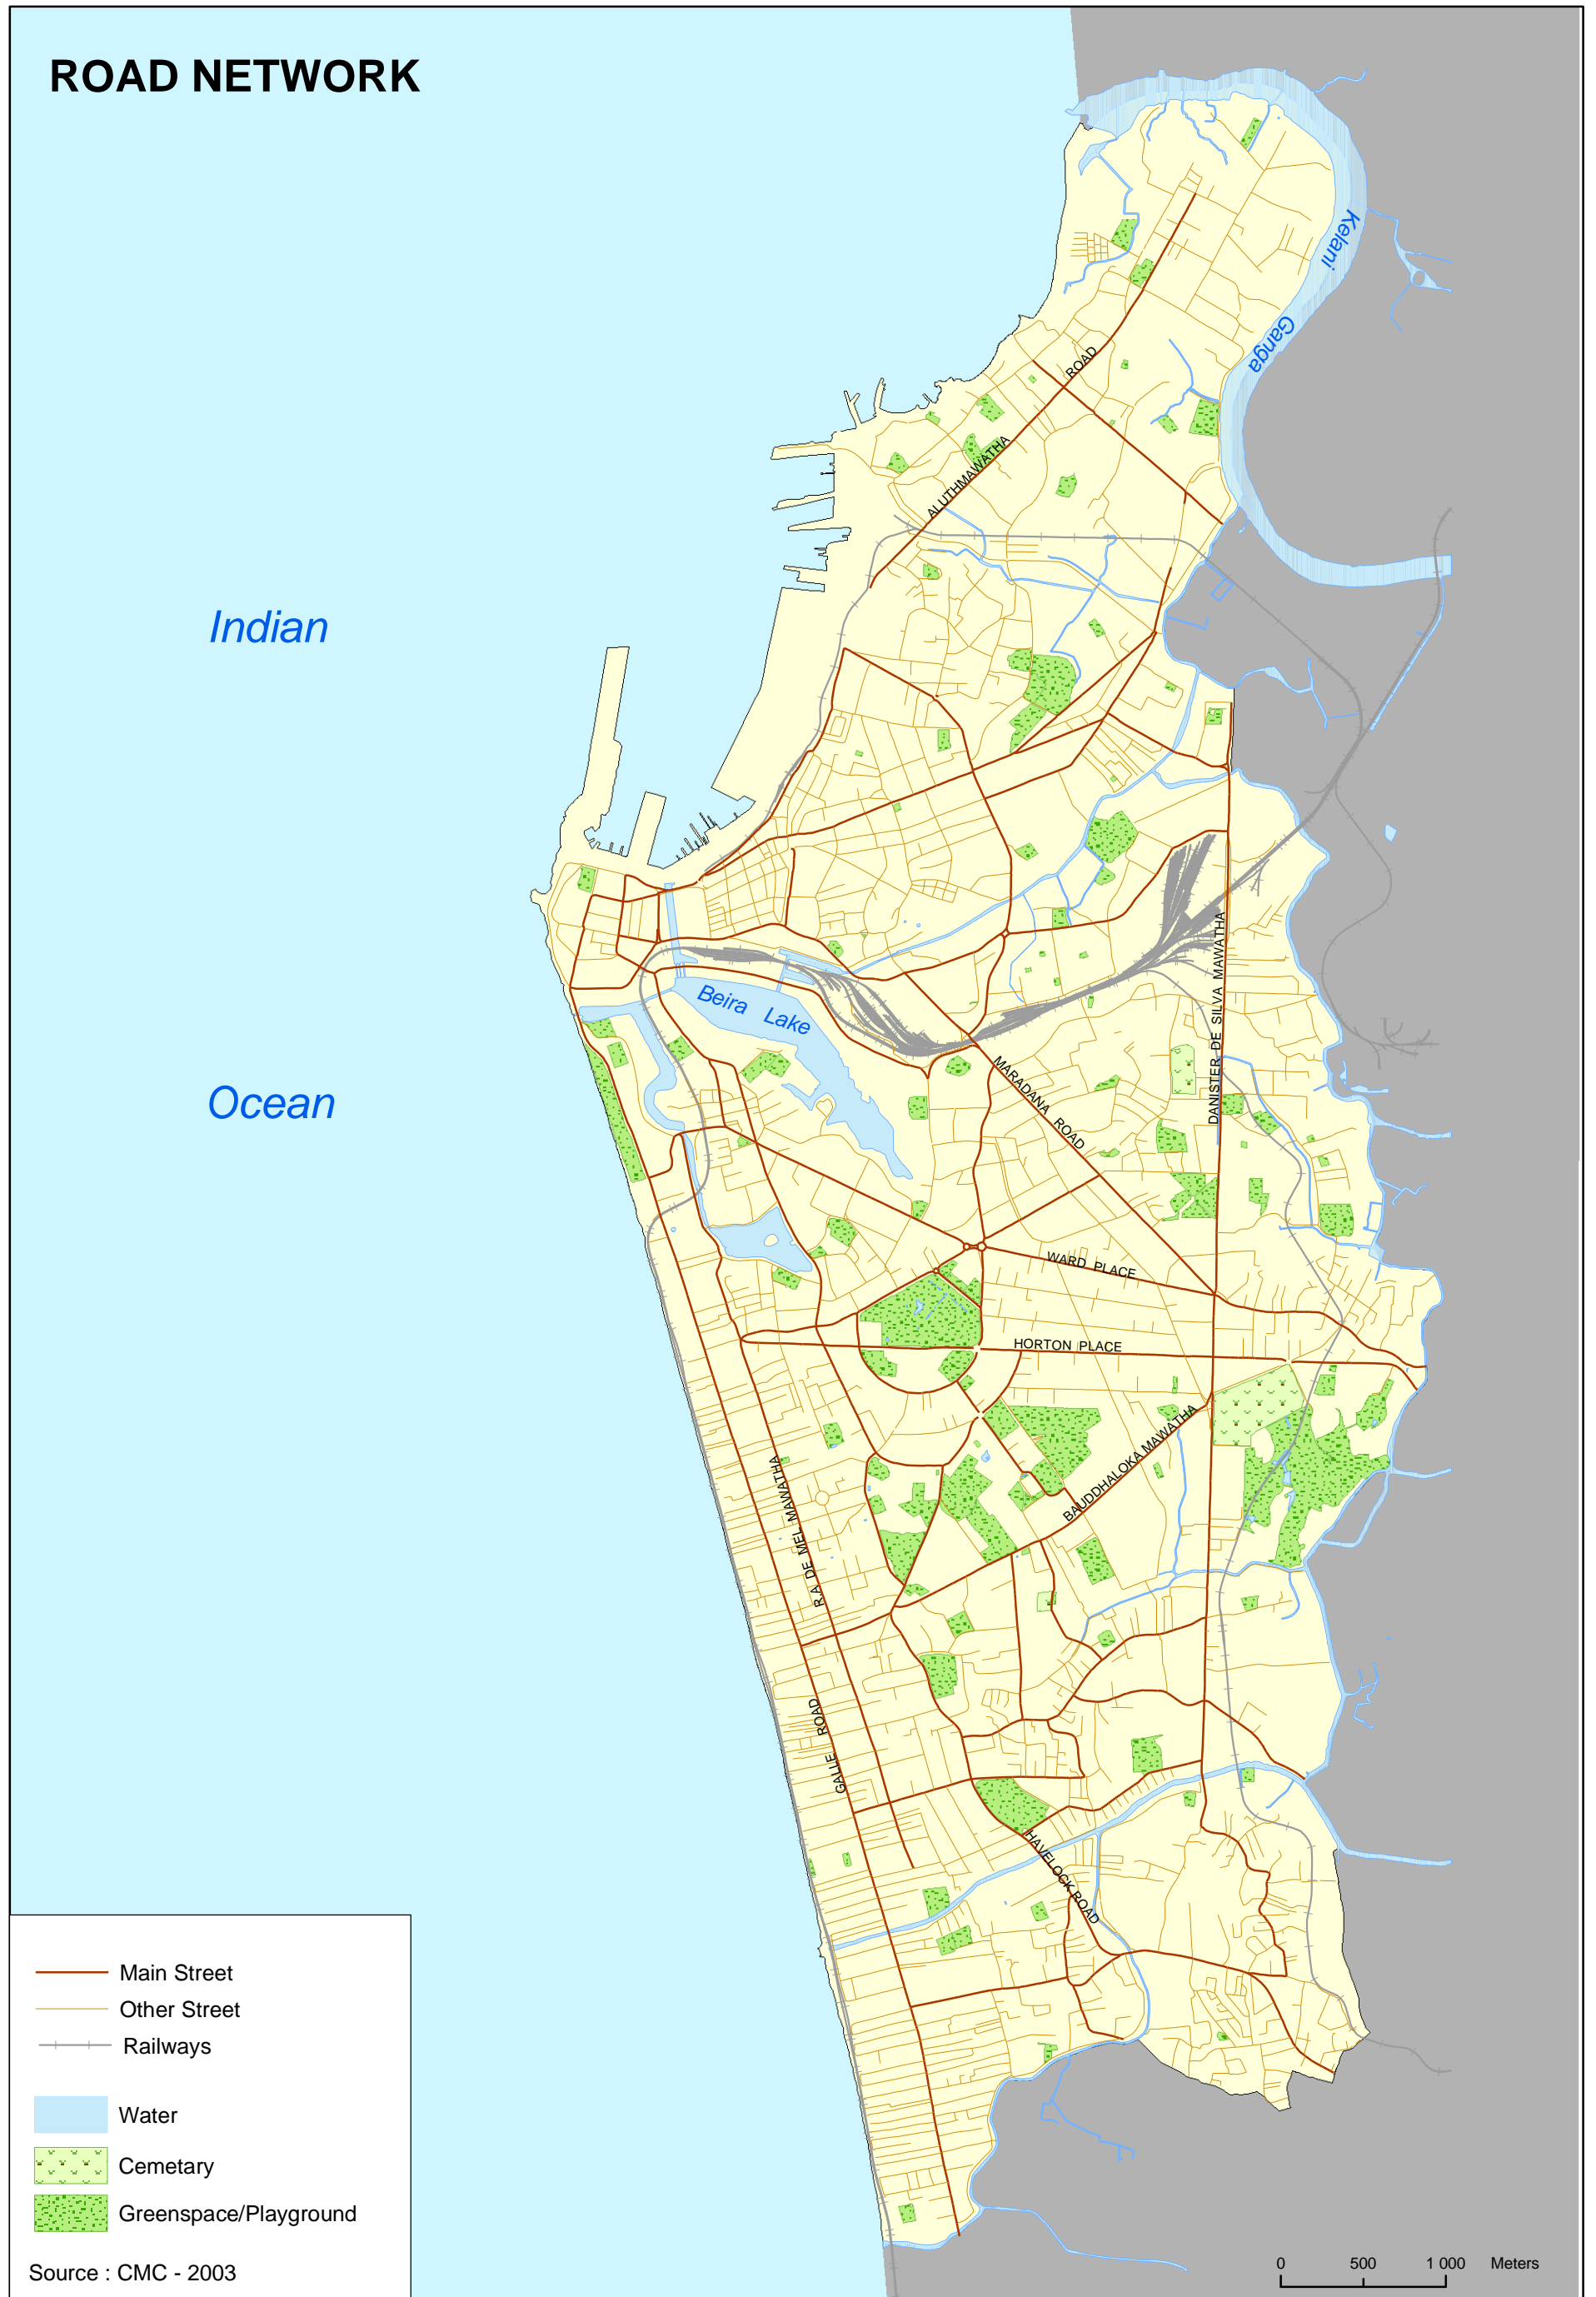 ROAD NETWORK
Kelani
Ganga
ROAD
ALUTHMAWATHA
Indian
Ocean
Beira Lake
DANISTER DE SILVA MAWATHA
MARADANA ROAD
WARD PLACE
HORTON PLACE
BAUDDHALOKA MAWATHA
R.A DE MEL MAWATHA
GALLE ROAD
HAVELOCK ROAD
Main Street
Other Street
Railways
Water
Cemetary
Greenspace/Playground
Source : CMC - 2003
0 500 1 000 Meters